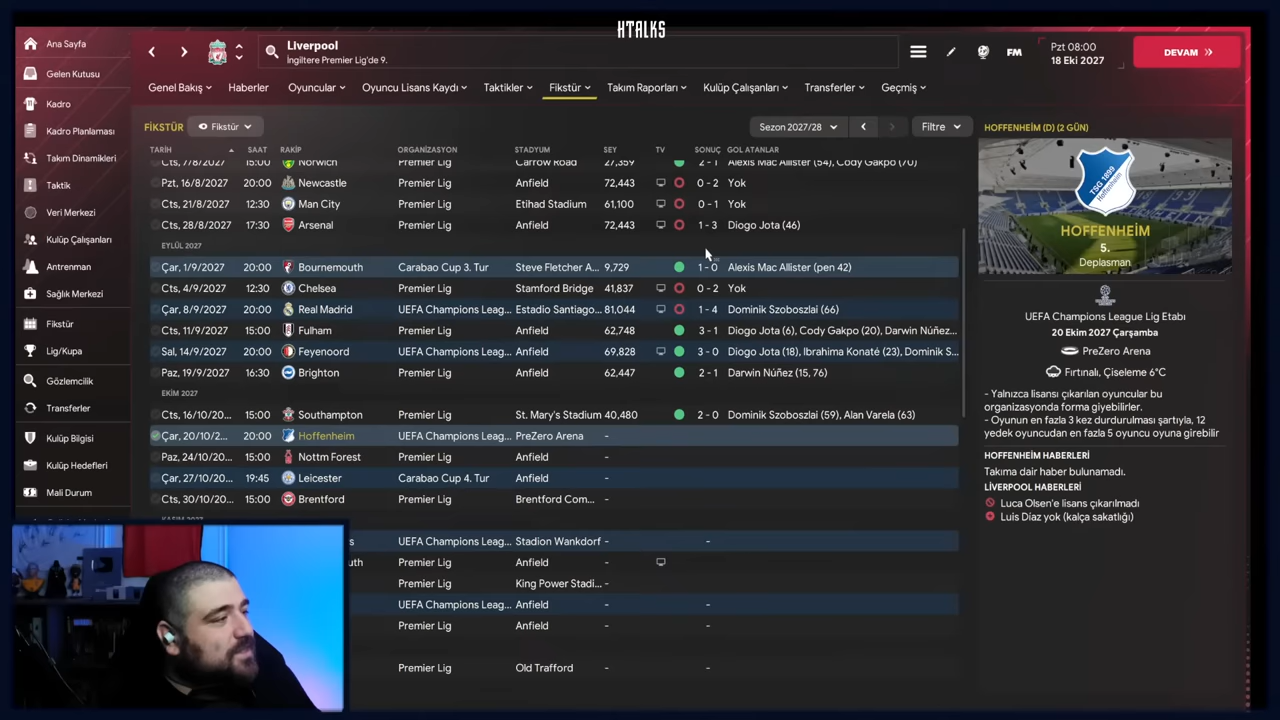 HTALKS
Ana Sayfa
Gelen Kutusu
Kadro
Kadro Planlaması
Takım Dinamikleri
Taktik
Veri Merkezi
Kulüp Çalışanları
Antrenman
Sağlık Merkezi
Fikstür
Lig/Kupa
Gözlemcilik
Transferler
Kulüp Bilgisi
Kulüp Hedefleri
Mali Durum
Liverpool
İngiltere Premier Lig'de 9.
FM
Pzt 08:00
18 Eki 2027
DEVAM
Genel Bakış Haberler Oyuncular Oyuncu Lisans Kaydı Taktikler Fikstür Takım Raporları Kulüp Çalışmaları Transferler Geçmiş
FİKSTÜR Fikstür Sezon 2027/28 Filtre
TARİH SAAT RAKİP ORGANİZASYON STADYUM SEY TV SONUÇ GOL ATANLAR
Cts, 7/8/2027 15:00 Norwich Premier Lig Carrow Road 27,359 2 - 1 Alexis Mac Allister (54), Cody Gakpo (70)
Pzt, 16/8/2027 20:00 Newcastle Premier Lig Anfield 72,443 0 - 2 Yok
Cts, 21/8/2027 12:30 Man City Premier Lig Etihad Stadium 61,100 0 - 1 Yok
Cts, 28/8/2027 17:30 Arsenal Premier Lig Anfield 72,443 1 - 3 Diogo Jota (46)
EYLÜL 2027
Çar, 1/9/2027 20:00 Bournemouth Carabao Cup 3. Tur Steve Fletcher A... 9,729 1 - 0 Alexis Mac Allister (pen 42)
Cts, 4/9/2027 12:30 Chelsea Premier Lig Stamford Bridge 41,837 0 - 2 Yok
Çar, 8/9/2027 20:00 Real Madrid UEFA Champions Leag... Estadio Santiago... 81,044 1 - 4 Dominik Szoboszlai (66)
Cts, 11/9/2027 15:00 Fulham Premier Lig Anfield 62,748 3 - 1 Diogo Jota (6), Cody Gakpo (20), Darwin Núñez...
Sal, 14/9/2027 20:00 Feyenoord UEFA Champions Leag... Anfield 69,828 3 - 0 Diogo Jota (18), Ibrahima Konaté (23), Dominik S...
Paz, 19/9/2027 16:30 Brighton Premier Lig Anfield 62,447 2 - 1 Darwin Núñez (15, 76)
EKİM 2027
Cts, 16/10/20... 15:00 Southampton Premier Lig St. Mary's Stadium 40,480 2 - 0 Dominik Szoboszlai (59), Alan Varela (63)
Çar, 20/10/2... 20:00 Hoffenheim UEFA Champions Leag... PreZero Arena -
Paz, 24/10/20... 15:00 Nottm Forest Premier Lig Anfield -
Çar, 27/10/20... 19:45 Leicester Carabao Cup 4. Tur Anfield -
Cts, 30/10/20... 15:00 Brentford Premier Lig Brentford Com... -
s UEFA Champions Leag... Stadion Wankdorf - -
uth Premier Lig Anfield -
Premier Lig King Power Stadi... -
UEFA Champions Leag... Anfield - -
Premier Lig Anfield - -
Premier Lig Old Trafford - -
HOFFENHEİM (D) (2 GÜN)
TSG 1899
Hoffenheim
HOFFENHEİM
5.
Deplasman
UEFA Champions League Lig Etabı
20 Ekim 2027 Çarşamba
PreZero Arena
Fırtınalı, Çiseleme 6°C
- Yalnızca lisansı çıkarılan oyuncular bu
organizasyonda forma giyebilirler.
- Oyunun en fazla 3 kez durdurulması şartıyla, 12
yedek oyuncudan en fazla 5 oyuncu oyuna girebilir
HOFFENHEİM HABERLERİ
Takıma dair haber bulunamadı.
LİVERPOOL HABERLERİ
Luca Olsen'e lisans çıkarılmadı
Luis Díaz yok (kalça sakatlığı)